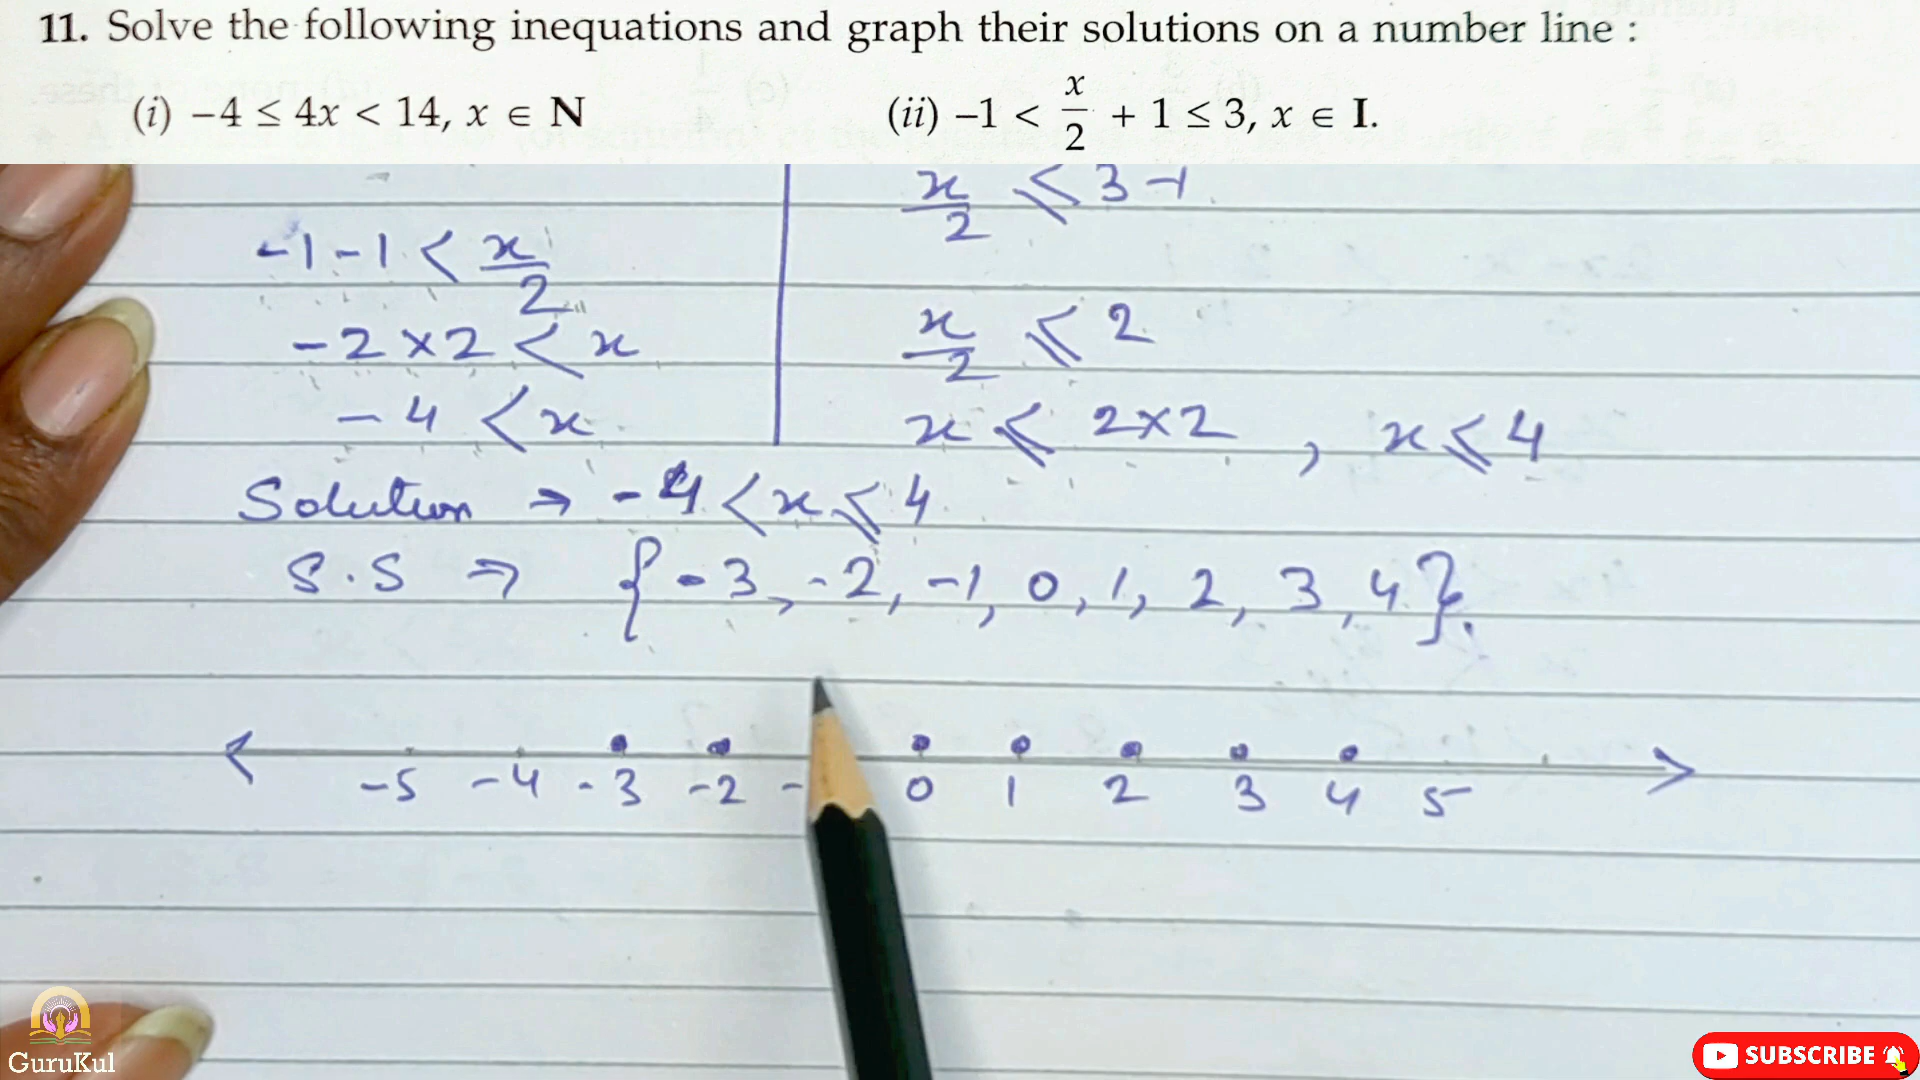 11. Solve the following inequations and graph their solutions on a number line :
(i) −4 ≤ 4x < 14, x ∈ N
(ii) −1 < x/2 + 1 ≤ 3, x ∈ I.
x/2 ⩽ 3 -1
-1 -1 < x/2
-2 × 2 < x
x/2 ⩽ 2
-4 < x
x ⩽ 2×2 , x ⩽ 4
Solution → -4 < x ⩽ 4
S.S ⇒ {-3, -2, -1, 0, 1, 2, 3, 4}.
-5 -4 -3 -2 - 0 1 2 3 4 5
GuruKul
SUBSCRIBE